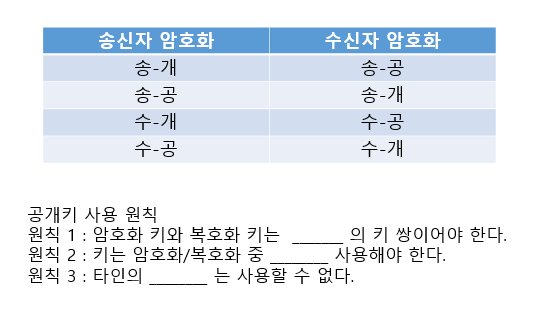 송신자 암호화 수신자 암호화
송-개 송-공
송-공 송-개
수-개 수-공
수-공 수-개
공개키 사용 원칙
원칙 1 : 암호화 키와 복호화 키는 ______ 의 키 쌍이어야 한다.
원칙 2 : 키는 암호화/복호화 중 _______ 사용해야 한다.
원칙 3 : 타인의 _______ 는 사용할 수 없다.